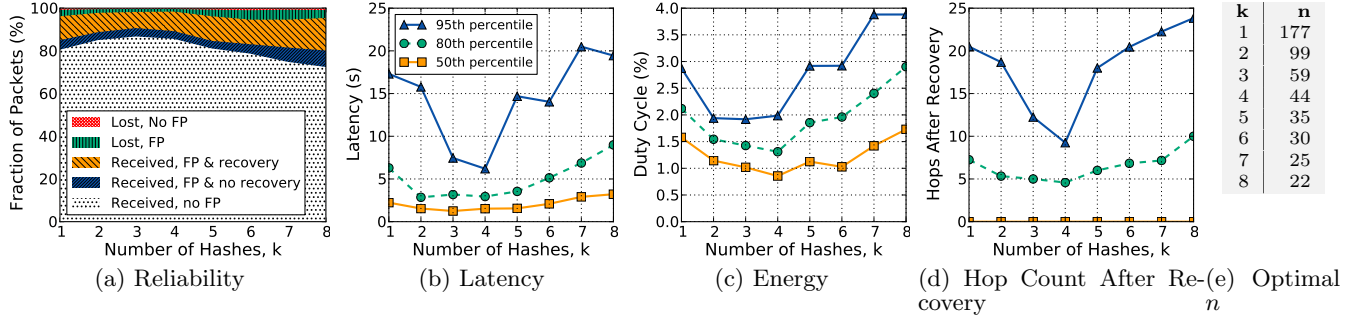 100
80
60
40
20
0
Fraction of Packets (%)
Lost, No FP
Lost, FP
Received, FP & recovery
Received, FP & no recovery
Received, no FP
1 2 3 4 5 6 7 8
Number of Hashes, k
(a) Reliability
25
20
15
10
5
0
Latency (s)
95th percentile
80th percentile
50th percentile
1 2 3 4 5 6 7 8
Number of Hashes, k
(b) Latency
4.0
3.5
3.0
2.5
2.0
1.5
1.0
0.5
0.0
Duty Cycle (%)
1 2 3 4 5 6 7 8
Number of Hashes, k
(c) Energy
25
20
15
10
5
0
Hops After Recovery
1 2 3 4 5 6 7 8
Number of Hashes, k
(d) Hop Count After Re-
covery
k n
1 177
2 99
3 59
4 44
5 35
6 30
7 25
8 22
(e) Optimal
n